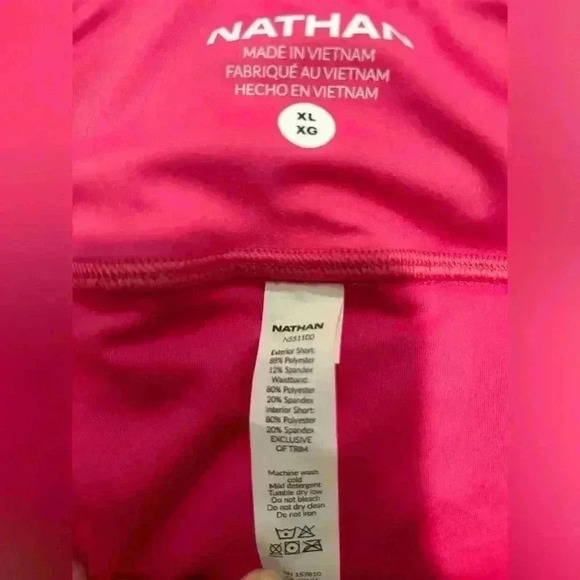 NATHAN
MADE IN VIETNAM
FABRIQUÉ AU VIETNAM
HECHO EN VIETNAM
XL
XG
NATHAN
NS51100
Exterior Short:
88% Polyester
12% Spandex
Waistband:
80% Polyester
20% Spandex
Interior Short:
80% Polyester
20% Spandex
EXCLUSIVE
OF TRIM
Machine wash
cold
Mild detergent
Tumble dry low
Do not bleach
Do not dry clean
Do not iron
157810